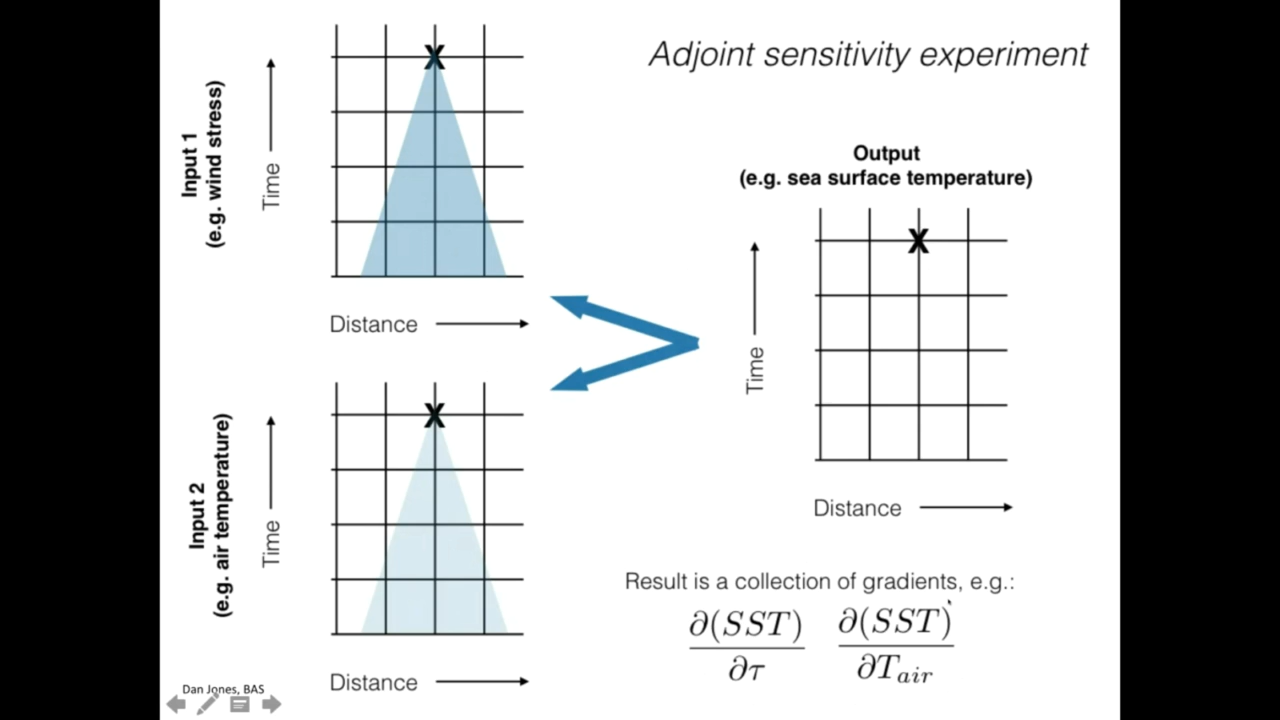 Adjoint sensitivity experiment
Input 1
(e.g. wind stress)
Time
X
Distance
Input 2
(e.g. air temperature)
Time
X
Distance
Output
(e.g. sea surface temperature)
Time
X
Distance
Result is a collection of gradients, e.g.:
∂(SST)/∂τ ∂(SST)/∂T_air
Dan Jones, BAS